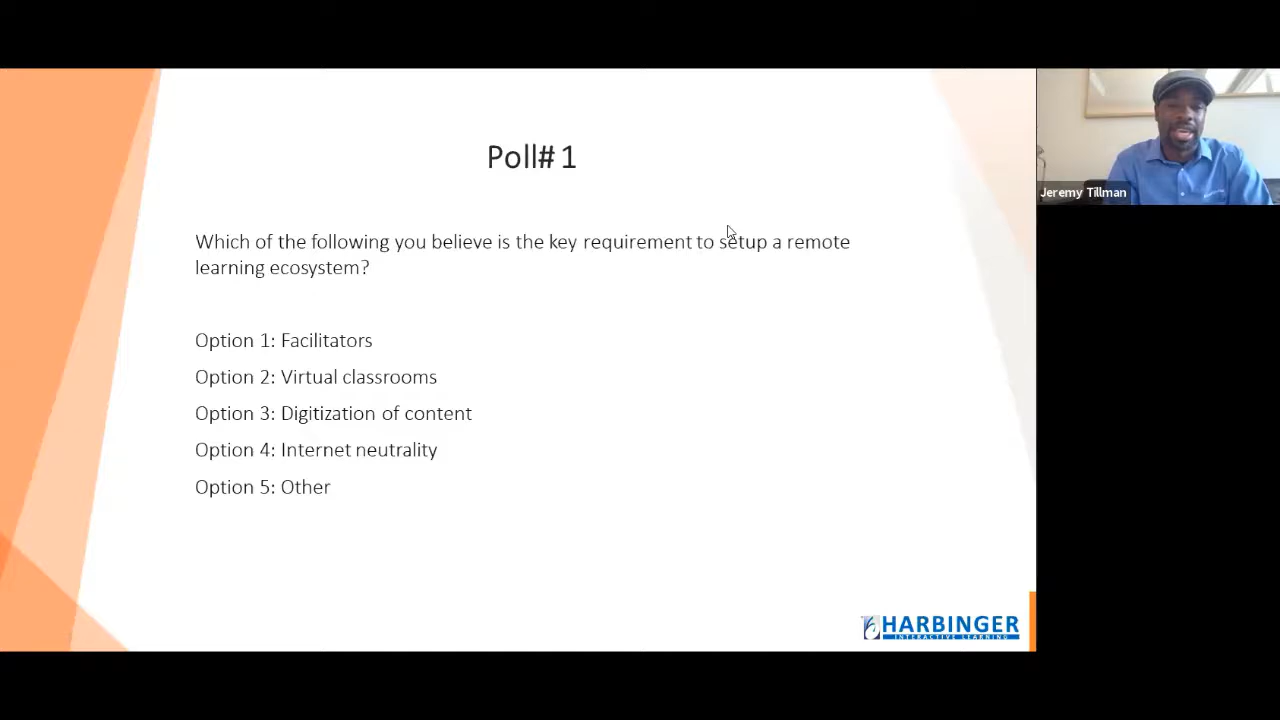 Poll# 1
Which of the following you believe is the key requirement to setup a remote
learning ecosystem?
Option 1: Facilitators
Option 2: Virtual classrooms
Option 3: Digitization of content
Option 4: Internet neutrality
Option 5: Other
HARBINGER
INTERACTIVE LEARNING
Jeremy Tillman